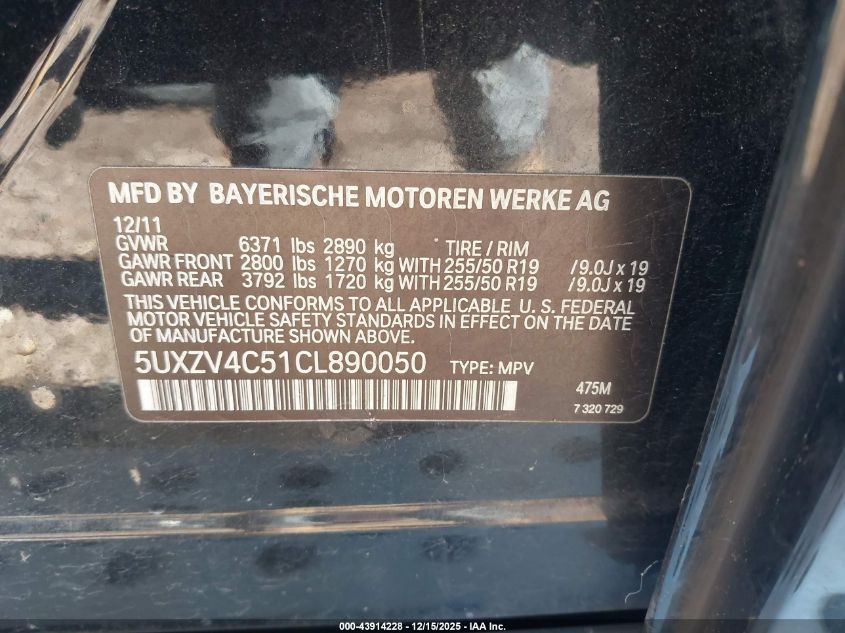 MFD BY BAYERISCHE MOTOREN WERKE AG
12/11
GVWR 6371 lbs 2890 kg TIRE / RIM
GAWR FRONT 2800 lbs 1270 kg WITH 255/50 R19 /9.0J x 19
GAWR REAR 3792 lbs 1720 kg WITH 255/50 R19 /9.0J x 19
THIS VEHICLE CONFORMS TO ALL APPLICABLE U. S. FEDERAL
MOTOR VEHICLE SAFETY STANDARDS IN EFFECT ON THE DATE
OF MANUFACTURE SHOWN ABOVE.
5UXZV4C51CL890050 TYPE: MPV
475M
7 320 729
000-43914228 - 12/15/2025 - IAA Inc.